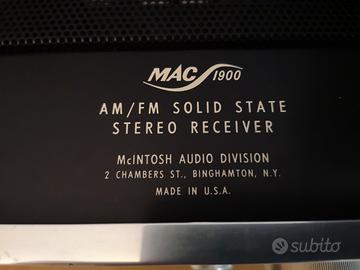 MAC 1900
AM/FM SOLID STATE
STEREO RECEIVER
McINTOSH AUDIO DIVISION
2 CHAMBERS ST., BINGHAMTON, N.Y.
MADE IN U.S.A.
subito